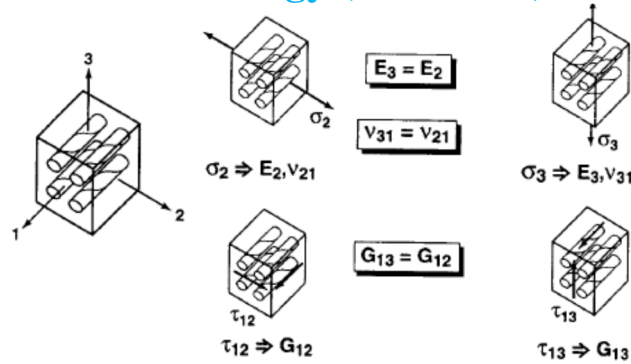 3
2
1
σ₂
E₃ = E₂
ν₃₁ = ν₂₁
σ₃
σ₂ ⇒ E₂,ν₂₁
σ₃ ⇒ E₃,ν₃₁
G₁₃ = G₁₂
τ₁₂
τ₁₃
τ₁₂ ⇒ G₁₂
τ₁₃ ⇒ G₁₃